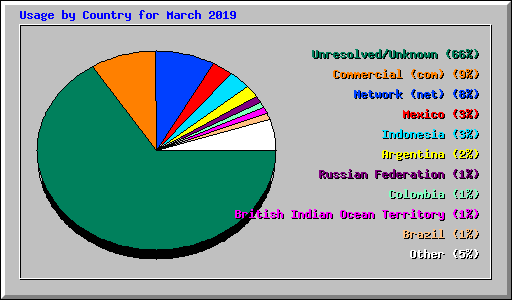 Usage by Country for March 2019
Unresolved/Unknown (66%)
Commercial (com) (9%)
Network (net) (8%)
Mexico (3%)
Indonesia (3%)
Argentina (2%)
Russian Federation (1%)
Colombia (1%)
British Indian Ocean Territory (1%)
Brazil (1%)
Other (5%)